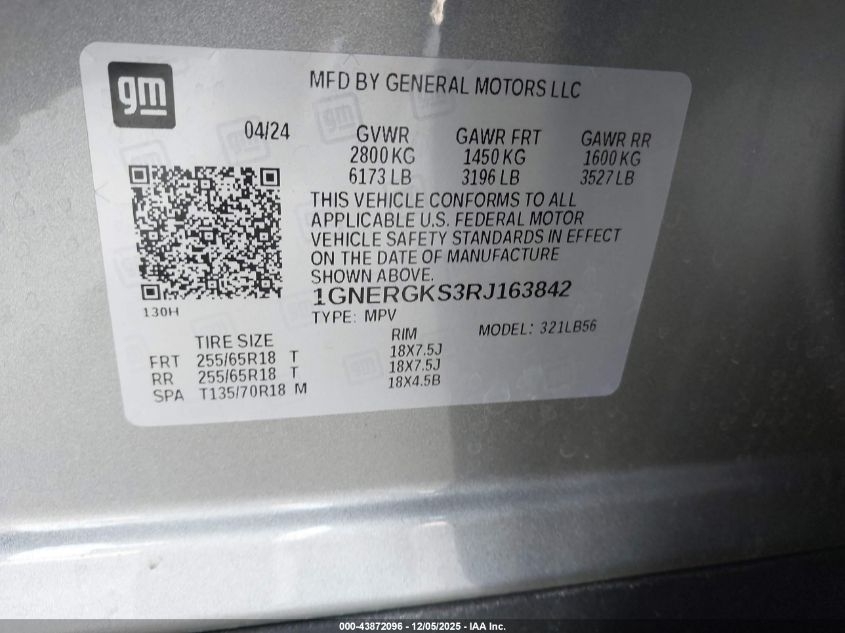 gm
MFD BY GENERAL MOTORS LLC
04/24
GVWR GAWR FRT GAWR RR
2800 KG 1450 KG 1600 KG
6173 LB 3196 LB 3527 LB
THIS VEHICLE CONFORMS TO ALL
APPLICABLE U.S. FEDERAL MOTOR
VEHICLE SAFETY STANDARDS IN EFFECT
ON THE DATE OF MANUFACTURE
SHOWN ABOVE.
1GNERGKS3RJ163842
130H
TYPE: MPV MODEL: 321LB56
TIRE SIZE RIM
FRT 255/65R18 T 18X7.5J
RR 255/65R18 T 18X7.5J
SPA T135/70R18 M 18X4.5B
000-43872096 - 12/05/2025 - IAA Inc.